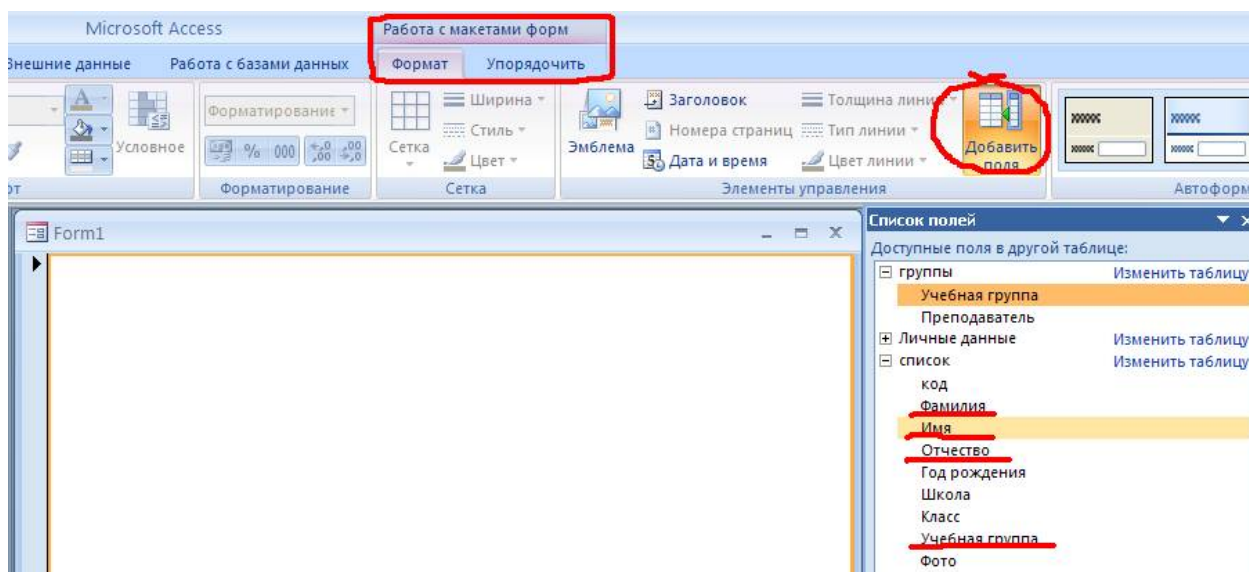 Microsoft Access
Работа с макетами форм
Внешние данные
Работа с базами данных
Формат
Упорядочить
Условное
Форматирование
% 000
Форматирование
Сетка
Ширина
Стиль
Цвет
Сетка
Эмблема
Заголовок
Номера страниц
Дата и время
Толщина линии
Тип линии
Цвет линии
Добавить
поля
Элементы управления
Автоформ
Form1
Список полей
Доступные поля в другой таблице:
группы Изменить таблицу
Учебная группа
Преподаватель
Личные данные Изменить таблицу
список Изменить таблицу
код
Фамилия
Имя
Отчество
Год рождения
Школа
Класс
Учебная группа
Фото